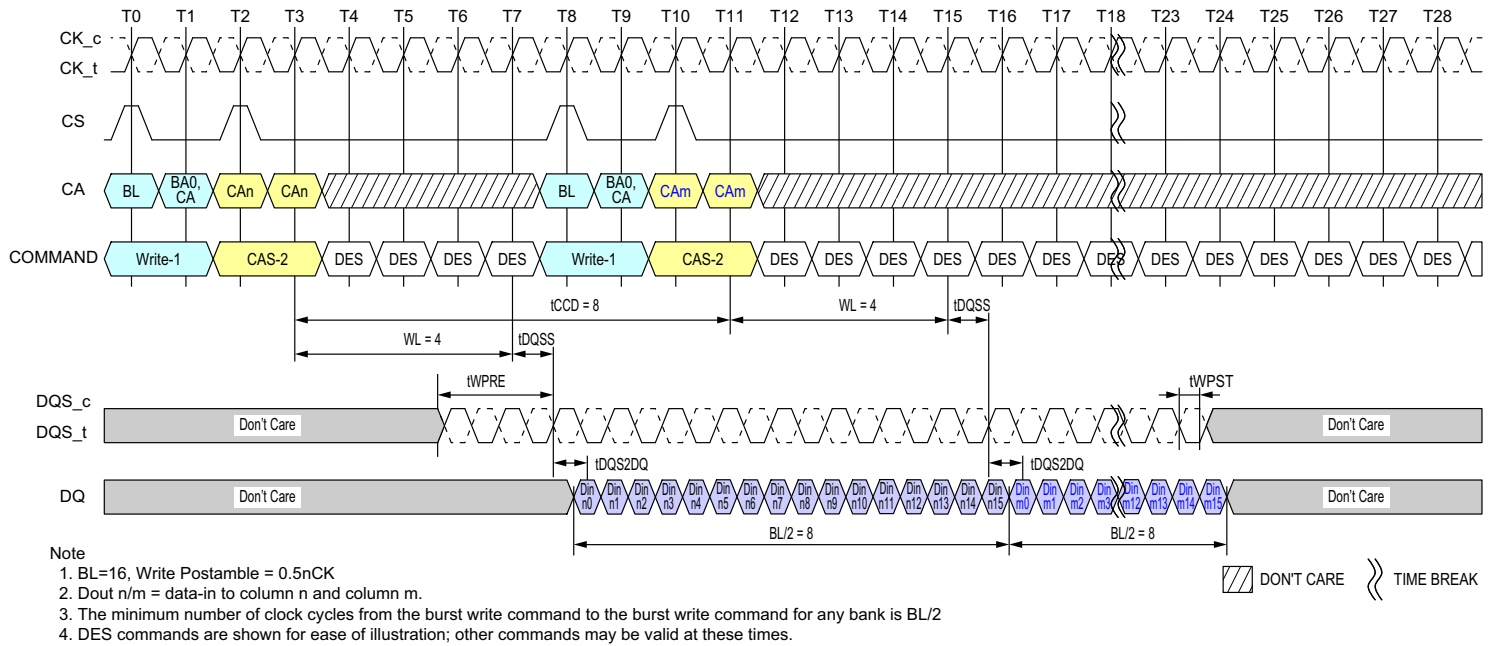 T0 T1 T2 T3 T4 T5 T6 T7 T8 T9 T10 T11 T12 T13 T14 T15 T16 T17 T18 T23 T24 T25 T26 T27 T28
CK_c
CK_t
CS
CA BL BA0, CA CAn CAn BL BA0, CA CAm CAm
COMMAND Write-1 CAS-2 DES DES DES DES Write-1 CAS-2 DES DES DES DES DES DES DES DES DES DES DES DES DES
tCCD = 8 WL = 4 tDQSS
WL = 4 tDQSS
tWPRE tWPST
DQS_c
DQS_t Don't Care Don't Care
tDQS2DQ tDQS2DQ
DQ Don't Care Din n0 Din n1 Din n2 Din n3 Din n4 Din n5 Din n6 Din n7 Din n8 Din n9 Din n10 Din n11 Din n12 Din n13 Din n14 Din n15 Din m0 Din m1 Din m2 Din m3 Din m12 Din m13 Din m14 Din m15 Don't Care
BL/2 = 8 BL/2 = 8
Note
1. BL=16, Write Postamble = 0.5nCK
2. Dout n/m = data-in to column n and column m.
3. The minimum number of clock cycles from the burst write command to the burst write command for any bank is BL/2
4. DES commands are shown for ease of illustration; other commands may be valid at these times.
DON'T CARE TIME BREAK